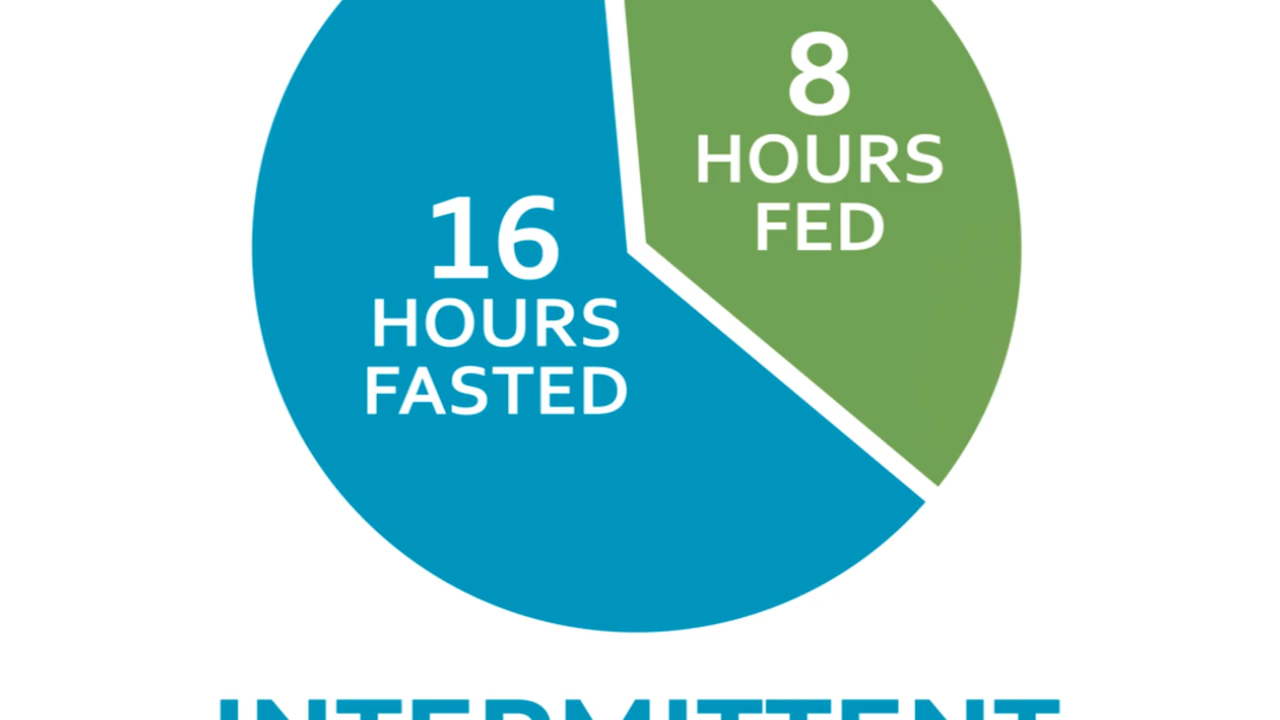 8
HOURS
FED
16
HOURS
FASTED
INTERMITTENT